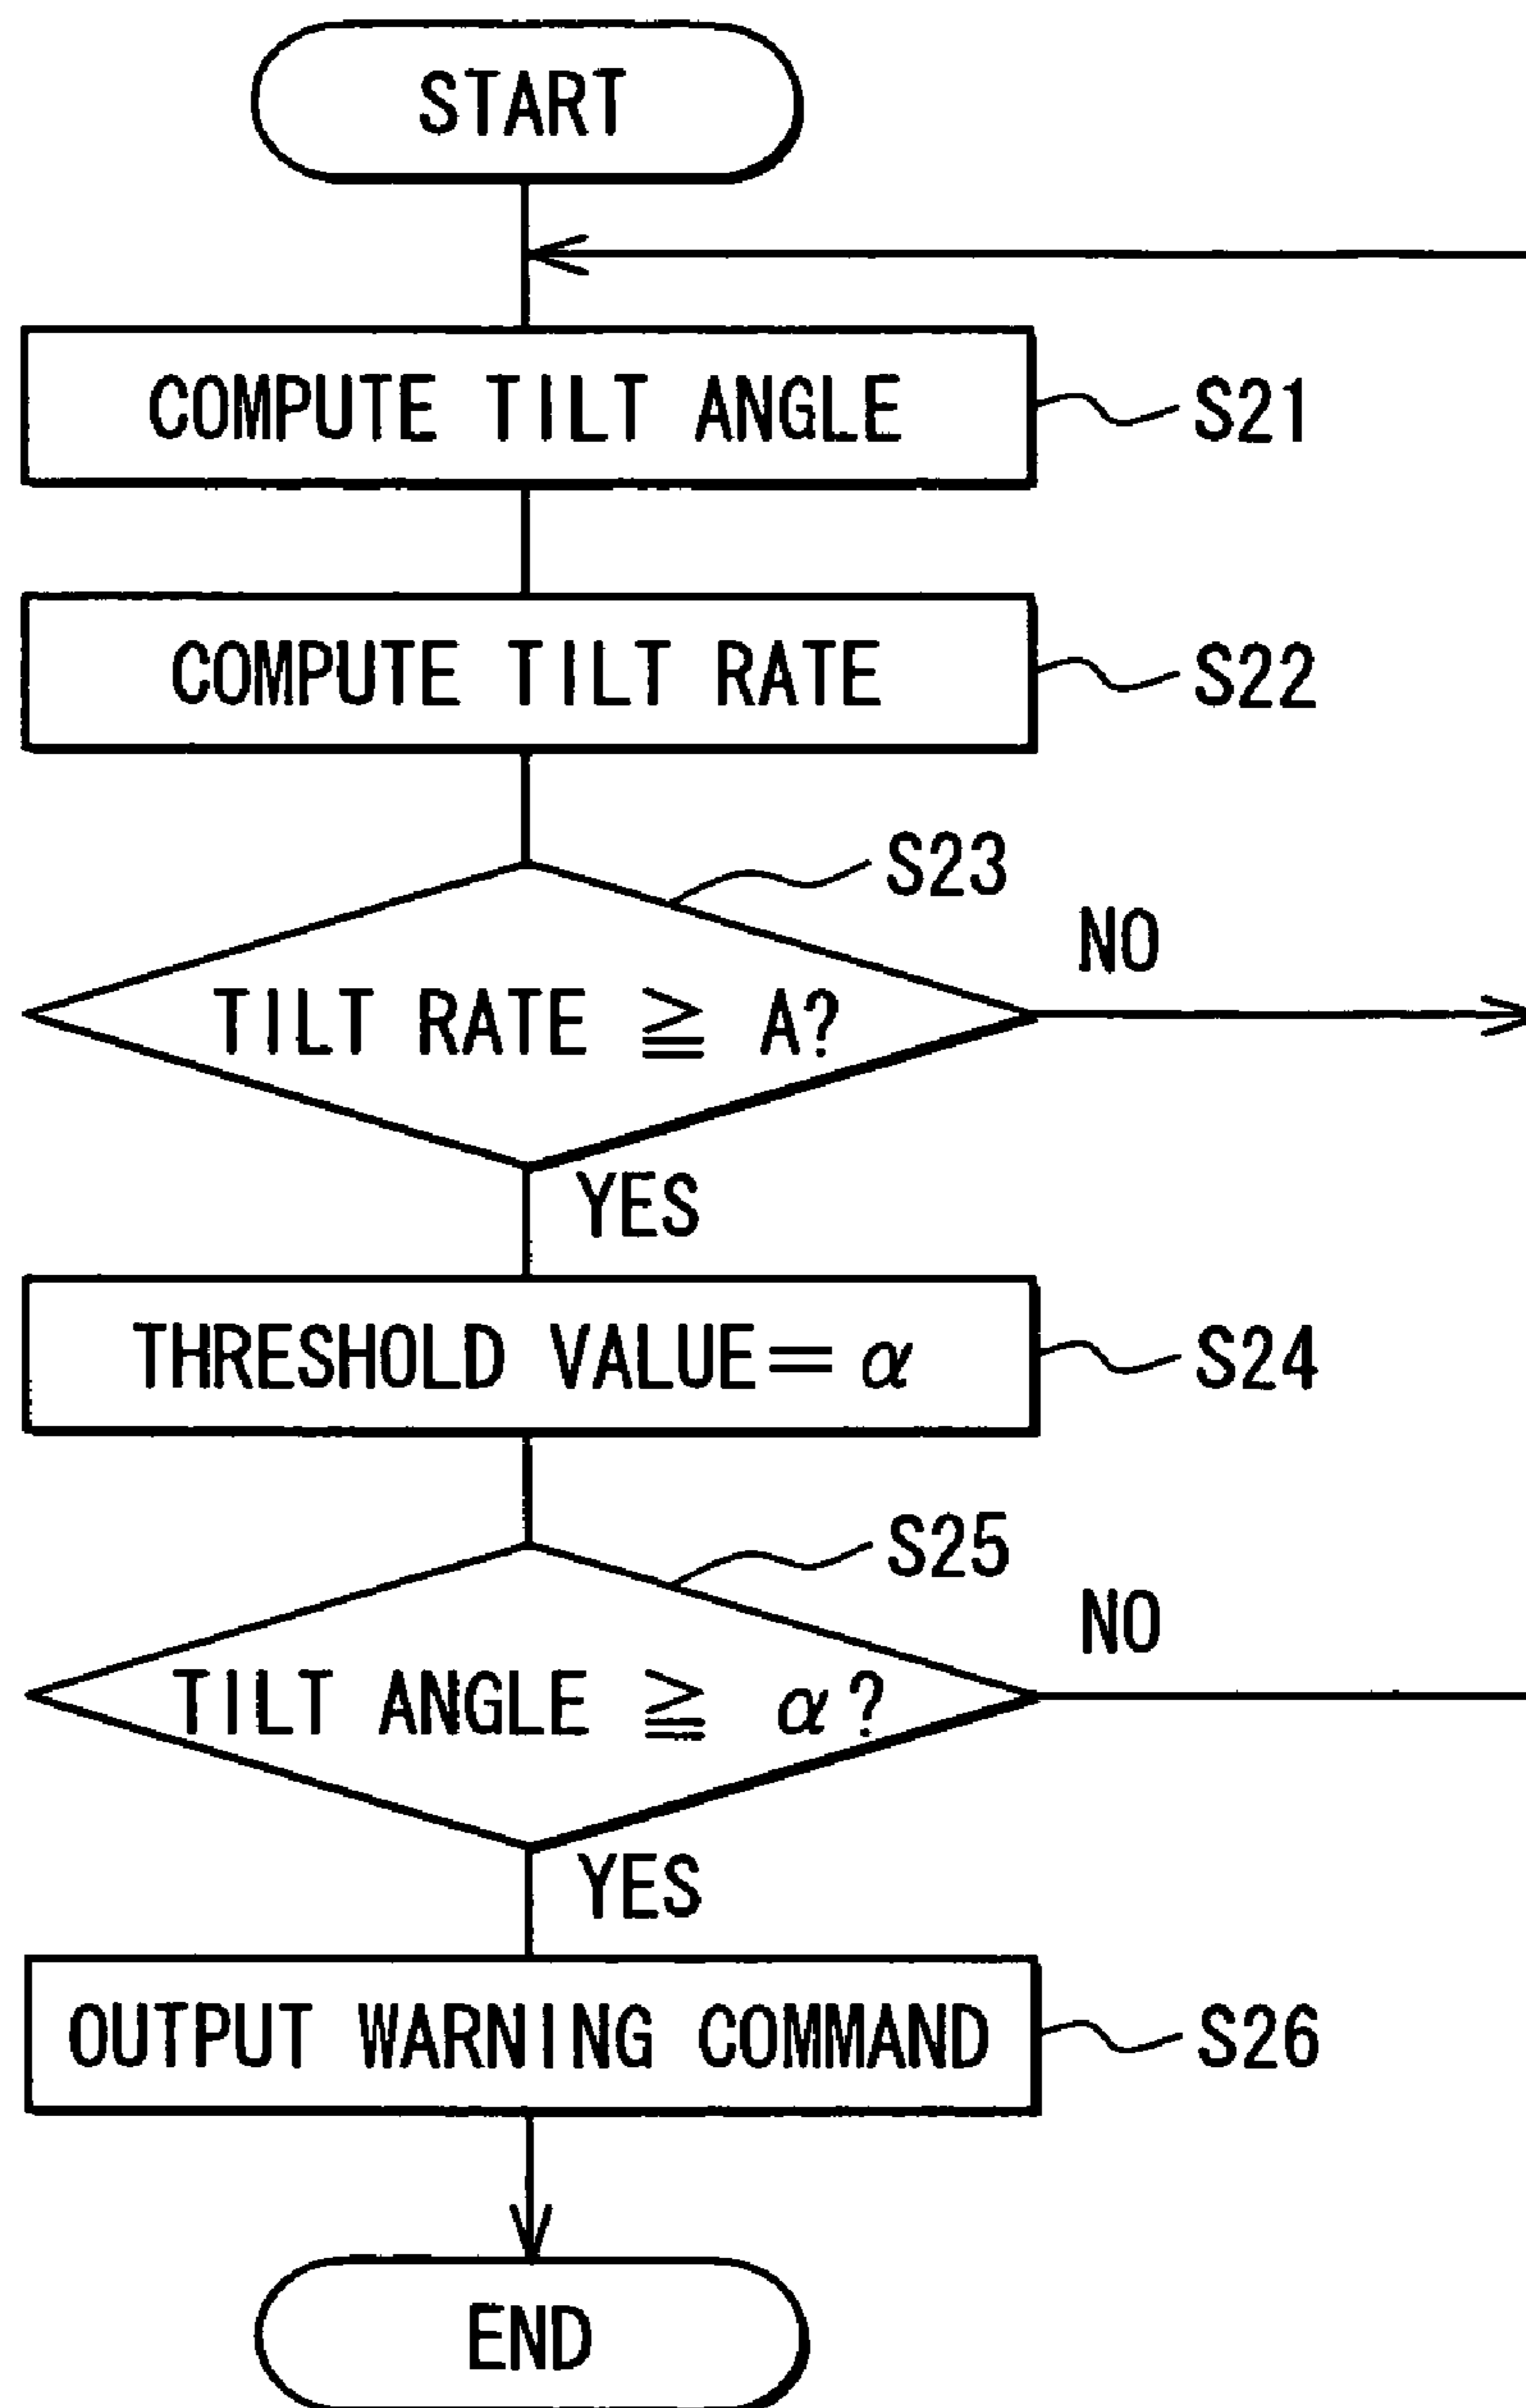 START
COMPUTE TILT ANGLE
S21
COMPUTE TILT RATE
S22
S23
NO
TILT RATE ≧ A?
YES
THRESHOLD VALUE=α
S24
S25
NO
TILT ANGLE ≧ α?
YES
OUTPUT WARNING COMMAND
S26
END